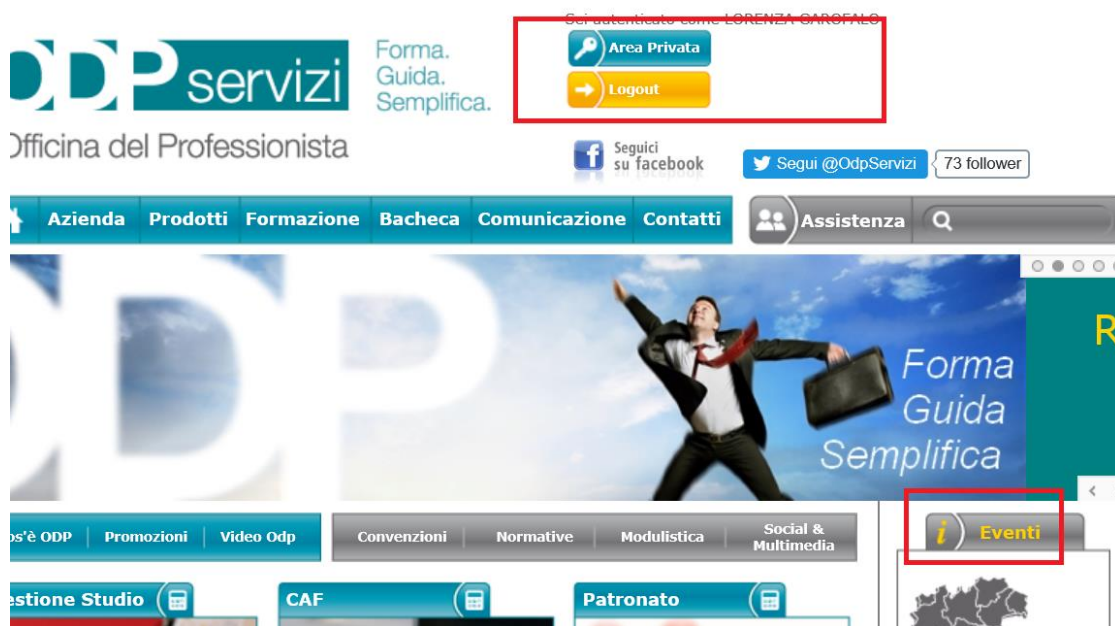 Sei autenticato come LORENZA GAROFALO
ODP servizi
Forma.
Guida.
Semplifica.
Area Privata
Logout
Officina del Professionista
Seguici
su facebook
Segui @OdpServizi
73 follower
Azienda Prodotti Formazione Bacheca Comunicazione Contatti Assistenza
ODP
R
Forma
Guida
Semplifica
os'è ODP Promozioni Video Odp Convenzioni Normative Modulistica Social &
Multimedia
i Eventi
estione Studio CAF Patronato